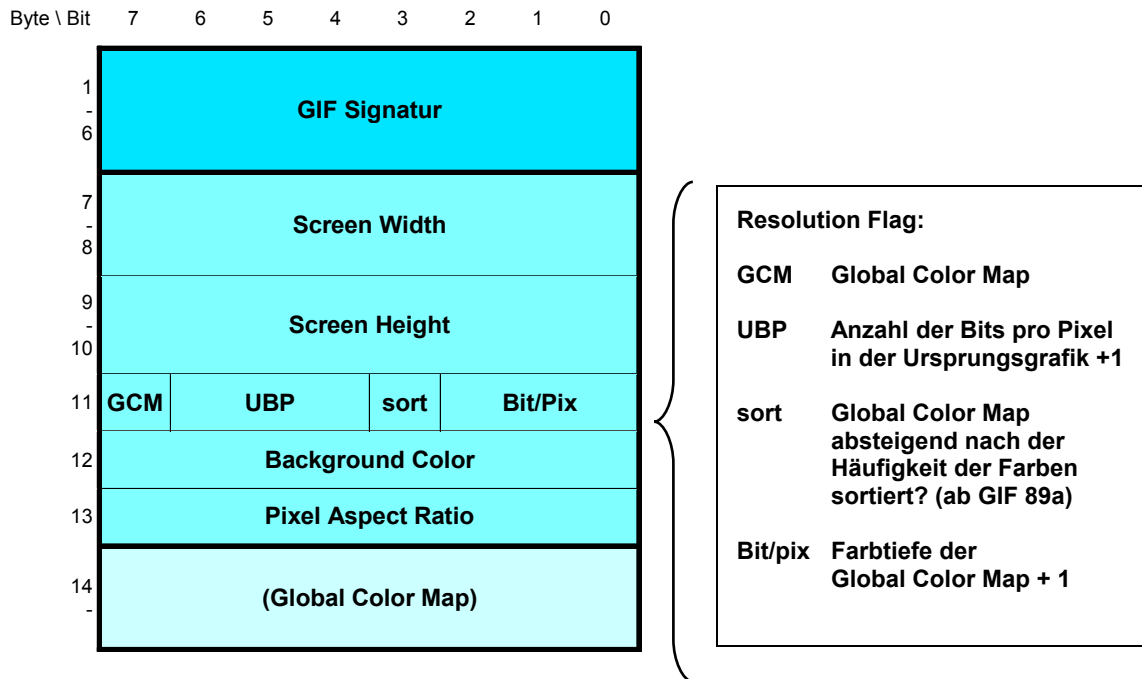 Byte \ Bit 7 6 5 4 3 2 1 0
1
-
6
GIF Signatur
7
-
8
Screen Width
9
-
10
Screen Height
11 GCM UBP sort Bit/Pix
12 Background Color
13 Pixel Aspect Ratio
14
-
(Global Color Map)
Resolution Flag:
GCM Global Color Map
UBP Anzahl der Bits pro Pixel
in der Ursprungsgrafik +1
sort Global Color Map
absteigend nach der
Häufigkeit der Farben
sortiert? (ab GIF 89a)
Bit/pix Farbtiefe der
Global Color Map + 1